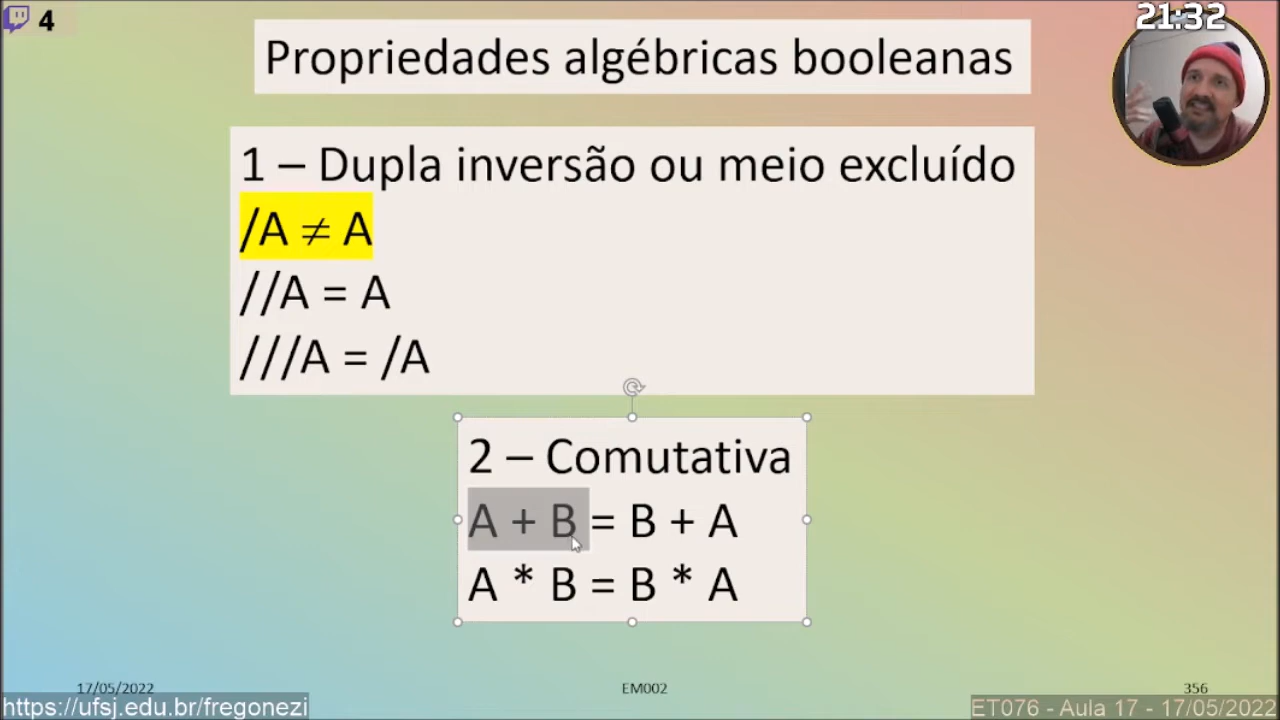 4
21:32
Propriedades algébricas booleanas
1 – Dupla inversão ou meio excluído
/A ≠ A
//A = A
///A = /A
2 – Comutativa
A + B = B + A
A * B = B * A
17/05/2022
EM002
356
https://ufsj.edu.br/fregonezi
ET076 - Aula 17 - 17/05/2022